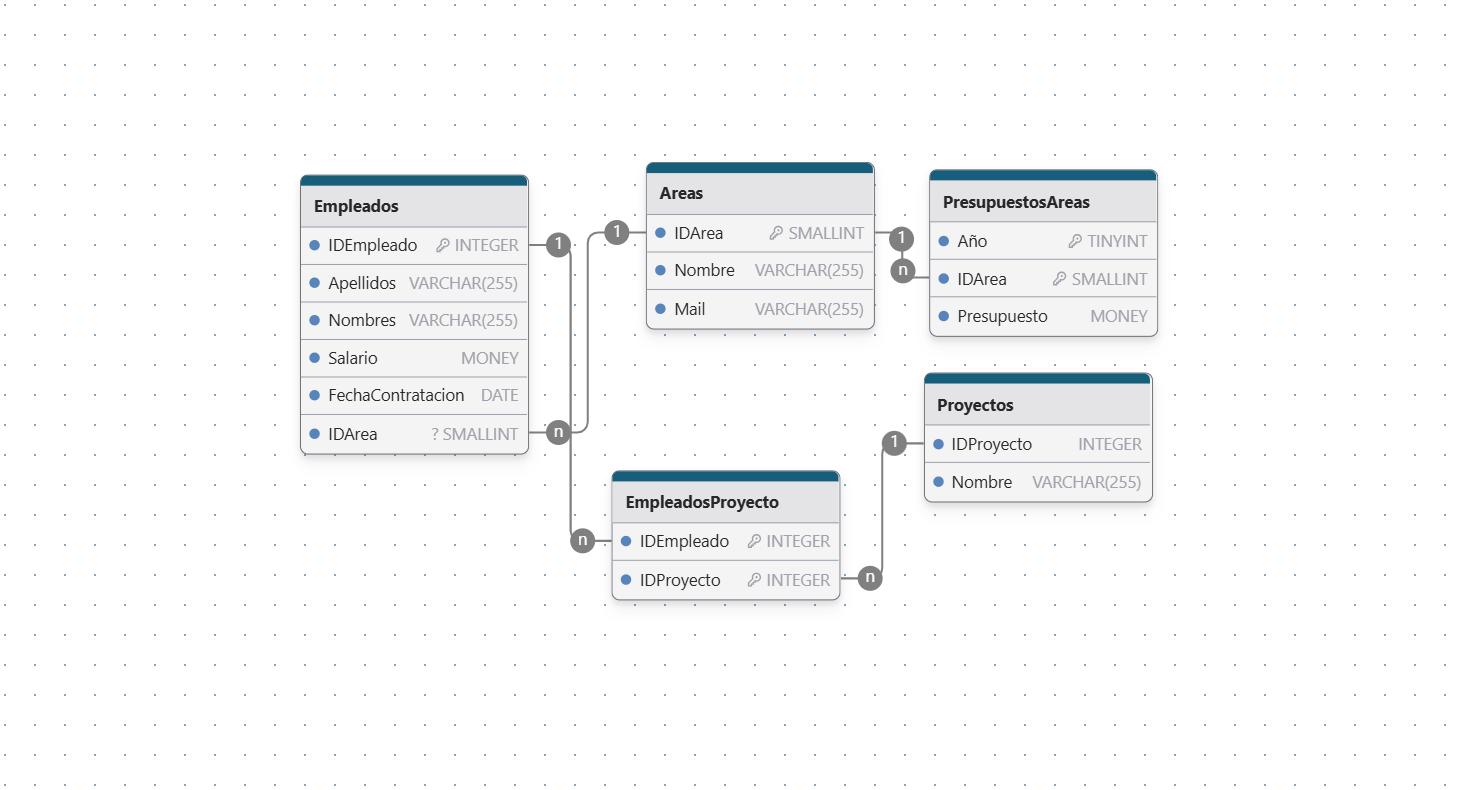 Empleados
IDEmpleado INTEGER
Apellidos VARCHAR(255)
Nombres VARCHAR(255)
Salario MONEY
FechaContratacion DATE
IDArea ? SMALLINT
1
n
1
Areas
IDArea SMALLINT
Nombre VARCHAR(255)
Mail VARCHAR(255)
1
n
PresupuestosAreas
Año TINYINT
IDArea SMALLINT
Presupuesto MONEY
Proyectos
IDProyecto INTEGER
Nombre VARCHAR(255)
1
n
EmpleadosProyecto
IDEmpleado INTEGER
IDProyecto INTEGER
n